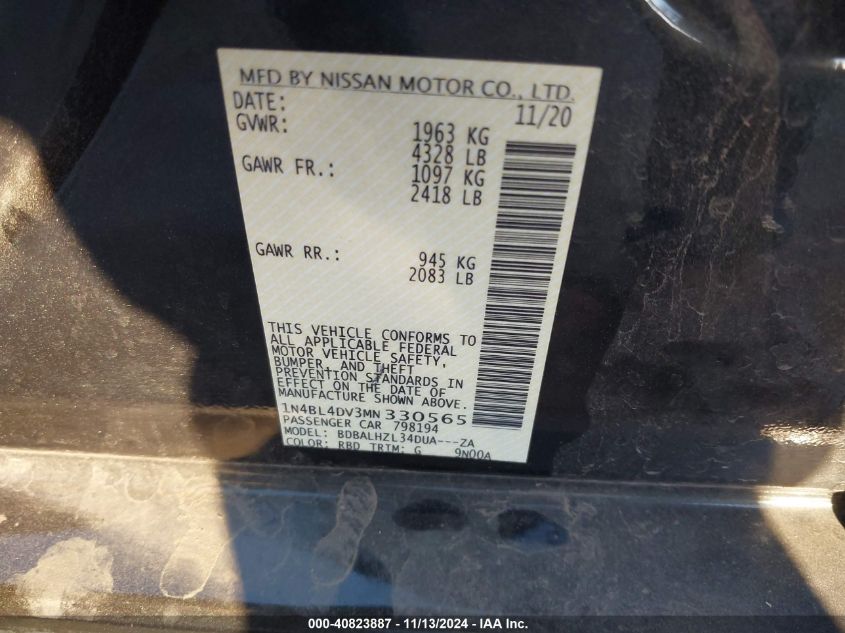 MFD BY NISSAN MOTOR CO., LTD.
DATE: 11/20
GVWR: 1963 KG
4328 LB
GAWR FR.: 1097 KG
2418 LB
GAWR RR.: 945 KG
2083 LB
THIS VEHICLE CONFORMS TO
ALL APPLICABLE FEDERAL
MOTOR VEHICLE SAFETY,
BUMPER, AND THEFT
PREVENTION STANDARDS IN
EFFECT ON THE DATE OF
MANUFACTURE SHOWN ABOVE.
1N4BL4DV3MN 330565
PASSENGER CAR 798194
MODEL: BDBALHZL34DUA---ZA
COLOR: RBD TRIM: G 9N00A
000-40823887 - 11/13/2024 - IAA Inc.